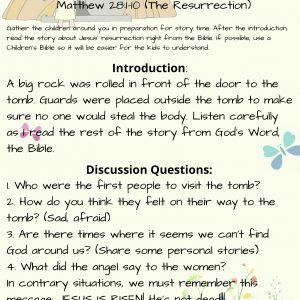 Matthew 28:1-10 (The Resurrection)
Gather the children around you in preparation for story time. After the introduction,
read the story about Jesus' resurrection right from the Bible. If possible, use a
Children's Bible so it will be easier for the kids to understand.
Introduction:
A big rock was rolled in front of the door to the
tomb. Guards were placed outside the tomb to make
sure no one would steal the body. Listen carefully
as I read the rest of the story from God's Word,
the Bible.
Discussion Questions:
1. Who were the first people to visit the tomb?
2. How do you think they felt on their way to the
tomb? (Sad, afraid)
3. Are there times where it seems we can't find
God around us? (Share some personal stories)
4. What did the angel say to the women?
In contrary situations, we must remember this
message: JESUS IS RISEN! He's not dead!